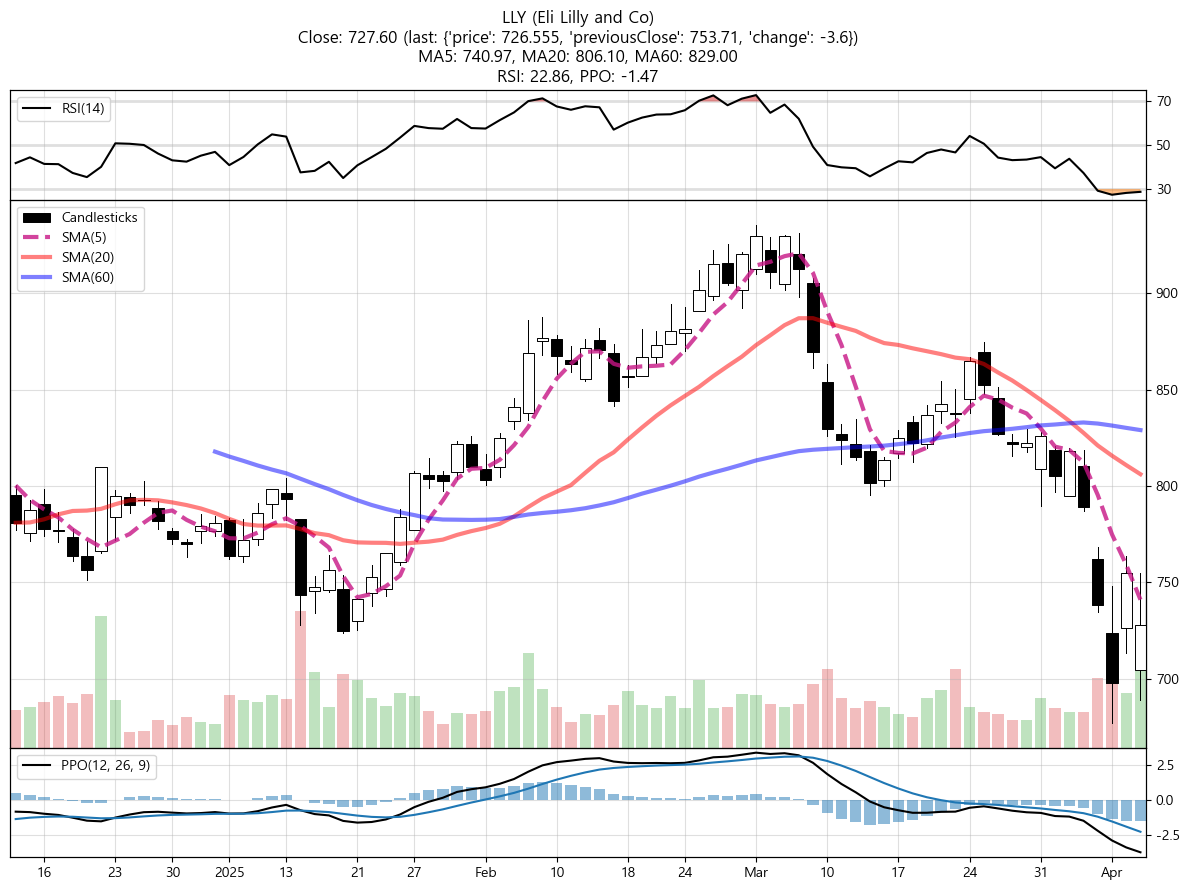 LLY (Eli Lilly and Co)
Close: 727.60 (last: {'price': 726.555, 'previousClose': 753.71, 'change': -3.6})
MA5: 740.97, MA20: 806.10, MA60: 829.00
RSI: 22.86, PPO: -1.47
RSI(14)
70
50
30
Candlesticks
SMA(5)
SMA(20)
SMA(60)
900
850
800
750
700
PPO(12, 26, 9)
2.5
0.0
-2.5
16 23 30 2025 13 21 27 Feb 10 18 24 Mar 10 17 24 31 Apr